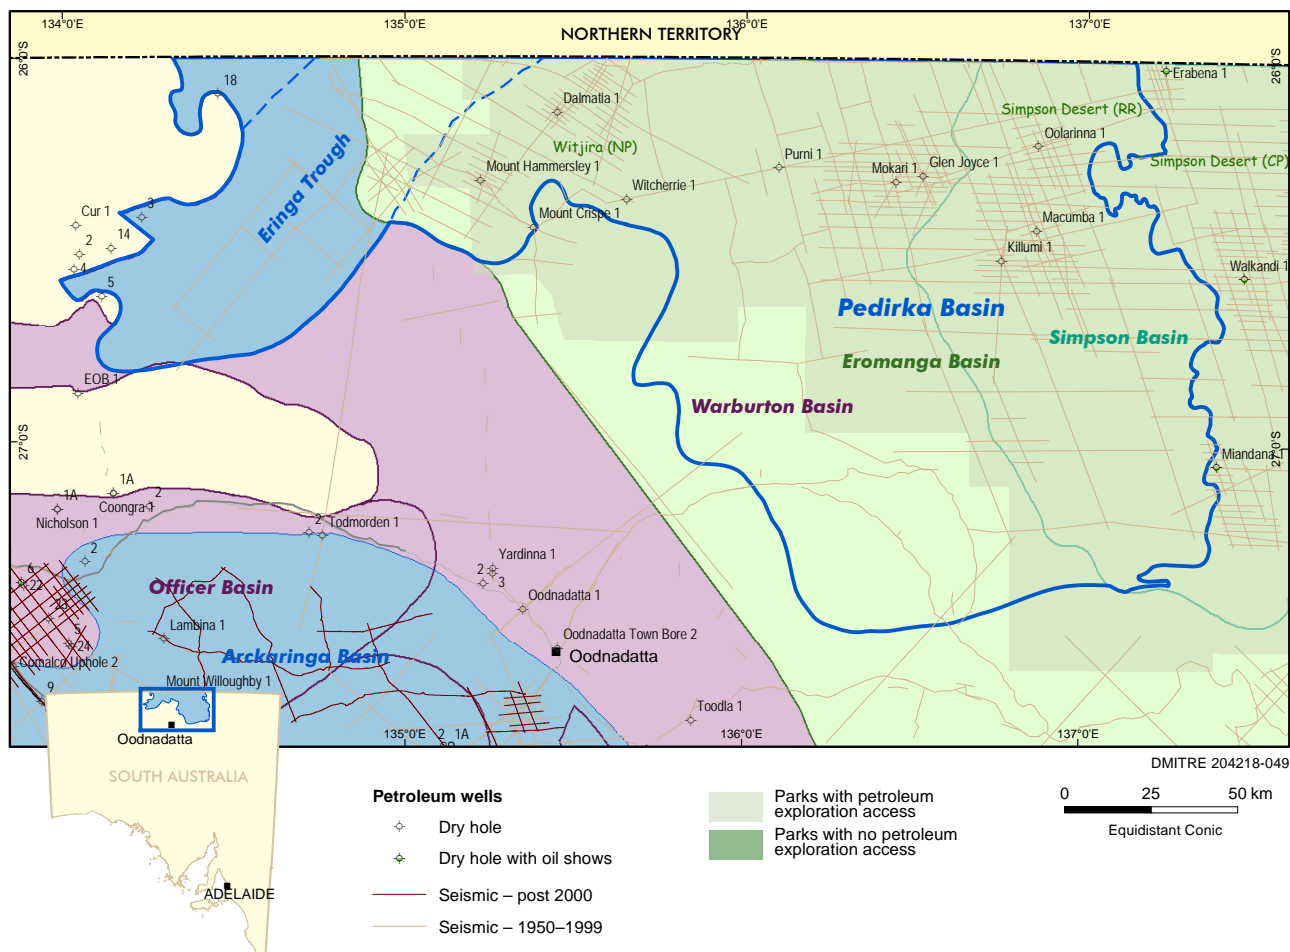 134°0'E
135°0'E
136°0'E
137°0'E
NORTHERN TERRITORY
26°0'S
26°0'S
18
Erabena 1
Dalmatia 1
Simpson Desert (RR)
Oolarinna 1
Witjira (NP)
Purni 1
Glen Joyce 1
Simpson Desert (CP)
Mount Hammersley 1
Mokari 1
Witcherrie 1
Eringa Trough
3
Cur 1
Mount Crispe 1
Macumba 1
14
2
Killumi 1
4
Walkandi 1
5
Pedirka Basin
Simpson Basin
Eromanga Basin
EOB 1
Warburton Basin
27°0'S
27°0'S
Miandana 1
1A
1A
2
Coongra 1
Nicholson 1
2
Todmorden 1
2
Yardinna 1
6
2
3
22
Officer Basin
Oodnadatta 1
23
Lambina 1
5
Oodnadatta Town Bore 2
24
Arckaringa Basin
Oodnadatta
Comalco Uphole 2
Mount Willoughby 1
9
Toodla 1
2
1A
135°0'E
136°0'E
137°0'E
Oodnadatta
SOUTH AUSTRALIA
ADELAIDE
DMITRE 204218-049
Petroleum wells
Dry hole
Dry hole with oil shows
Seismic – post 2000
Seismic – 1950–1999
Parks with petroleum
exploration access
Parks with no petroleum
exploration access
0 25 50 km
Equidistant Conic